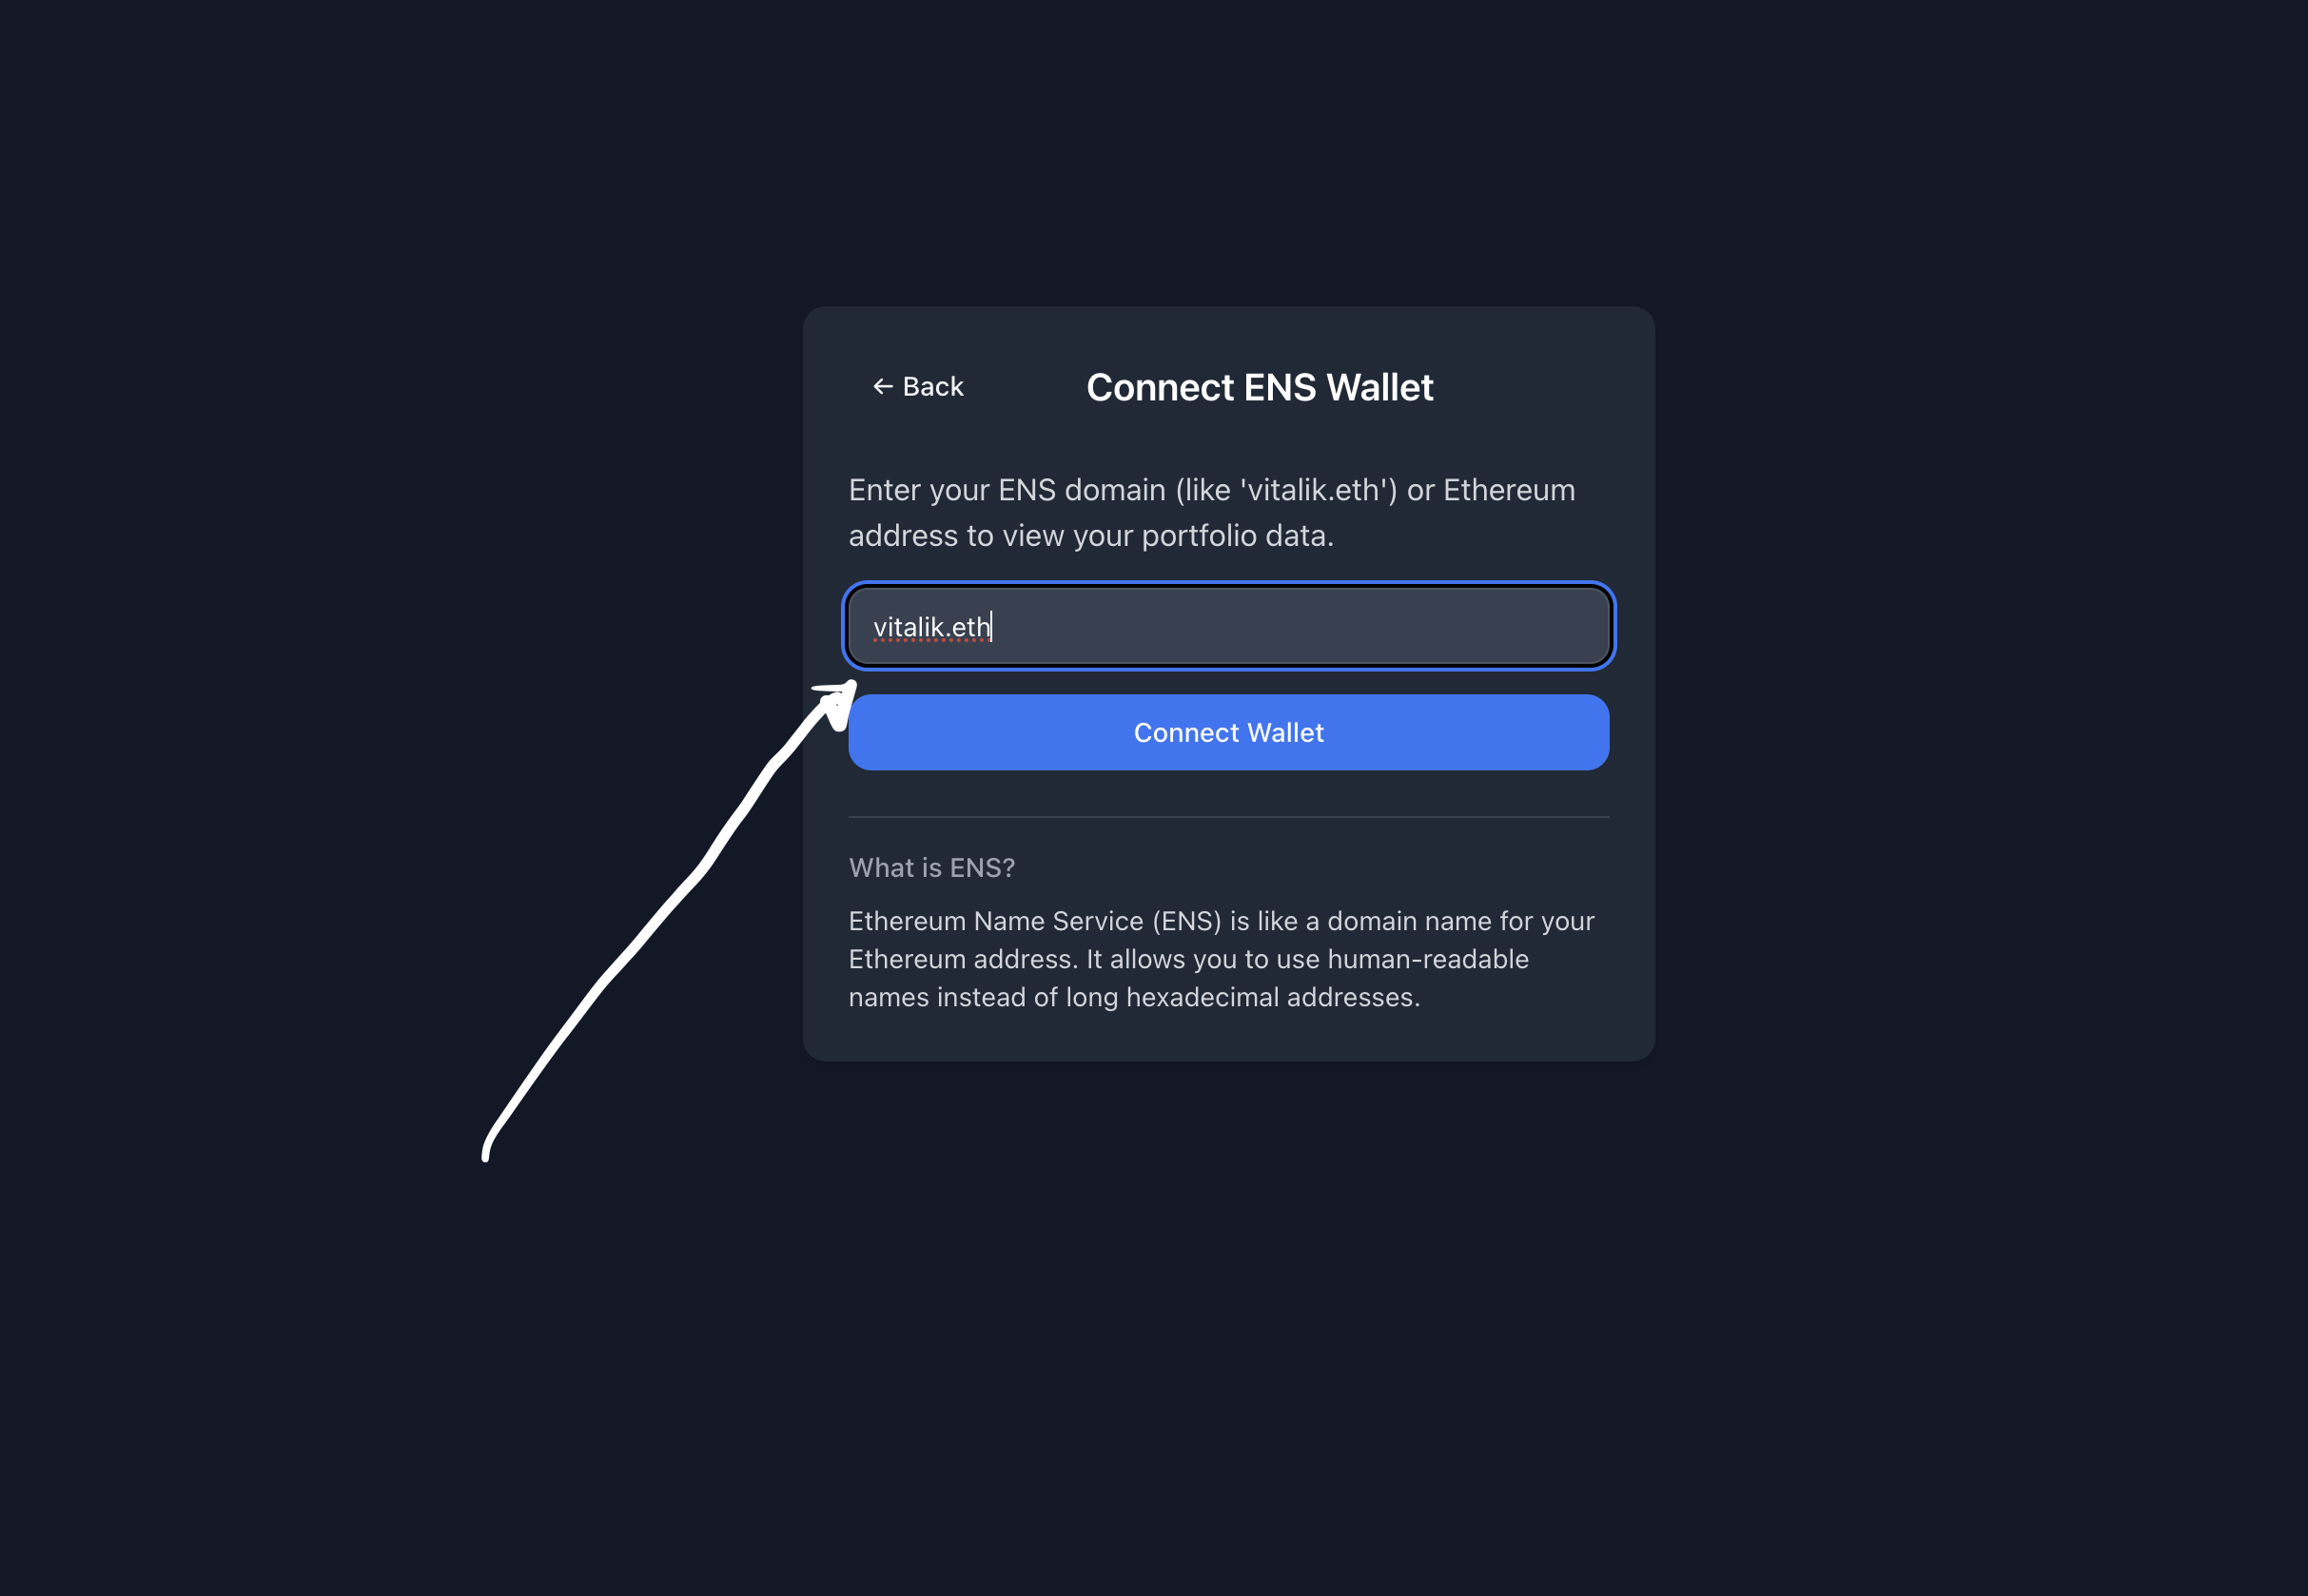 ← Back
Connect ENS Wallet
Enter your ENS domain (like 'vitalik.eth') or Ethereum
address to view your portfolio data.
vitalik.eth
Connect Wallet
What is ENS?
Ethereum Name Service (ENS) is like a domain name for your
Ethereum address. It allows you to use human-readable
names instead of long hexadecimal addresses.